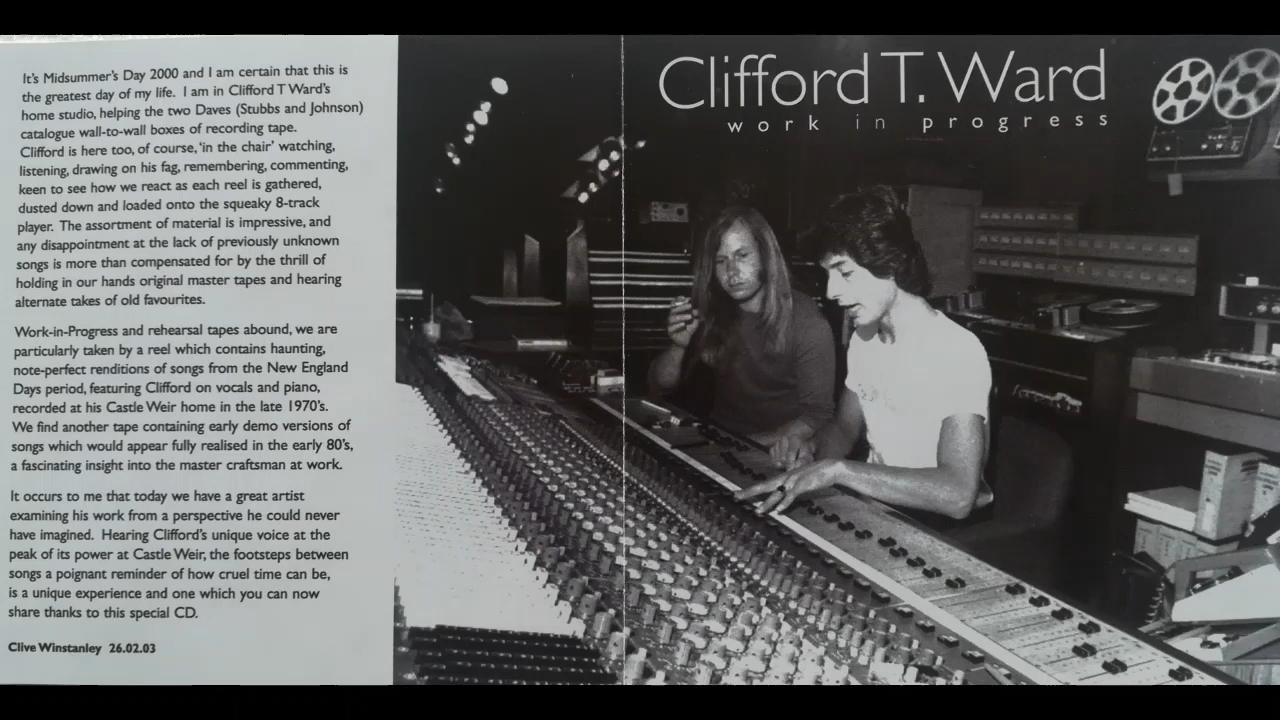 It's Midsummer's Day 2000 and I am certain that this is
the greatest day of my life.  I am in Clifford T Ward's
home studio, helping the two Daves (Stubbs and Johnson)
catalogue wall-to-wall boxes of recording tape.
Clifford is here too, of course, 'in the chair' watching,
listening, drawing on his fag, remembering, commenting,
keen to see how we react as each reel is gathered,
dusted down and loaded onto the squeaky 8-track
player.  The assortment of material is impressive, and
any disappointment at the lack of previously unknown
songs is more than compensated for by the thrill of
holding in our hands original master tapes and hearing
alternate takes of old favourites.
Work-in-Progress and rehearsal tapes abound, we are
particularly taken by a reel which contains haunting,
note-perfect renditions of songs from the New England
Days period, featuring Clifford on vocals and piano,
recorded at his Castle Weir home in the late 1970's.
We find another tape containing early demo versions of
songs which would appear fully realised in the early 80's,
a fascinating insight into the master craftsman at work.
It occurs to me that today we have a great artist
examining his work from a perspective he could never
have imagined.  Hearing Clifford's unique voice at the
peak of its power at Castle Weir, the footsteps between
songs a poignant reminder of how cruel time can be,
is a unique experience and one which you can now
share thanks to this special CD.
Clive Winstanley  26.02.03
Clifford T. Ward
work in progress